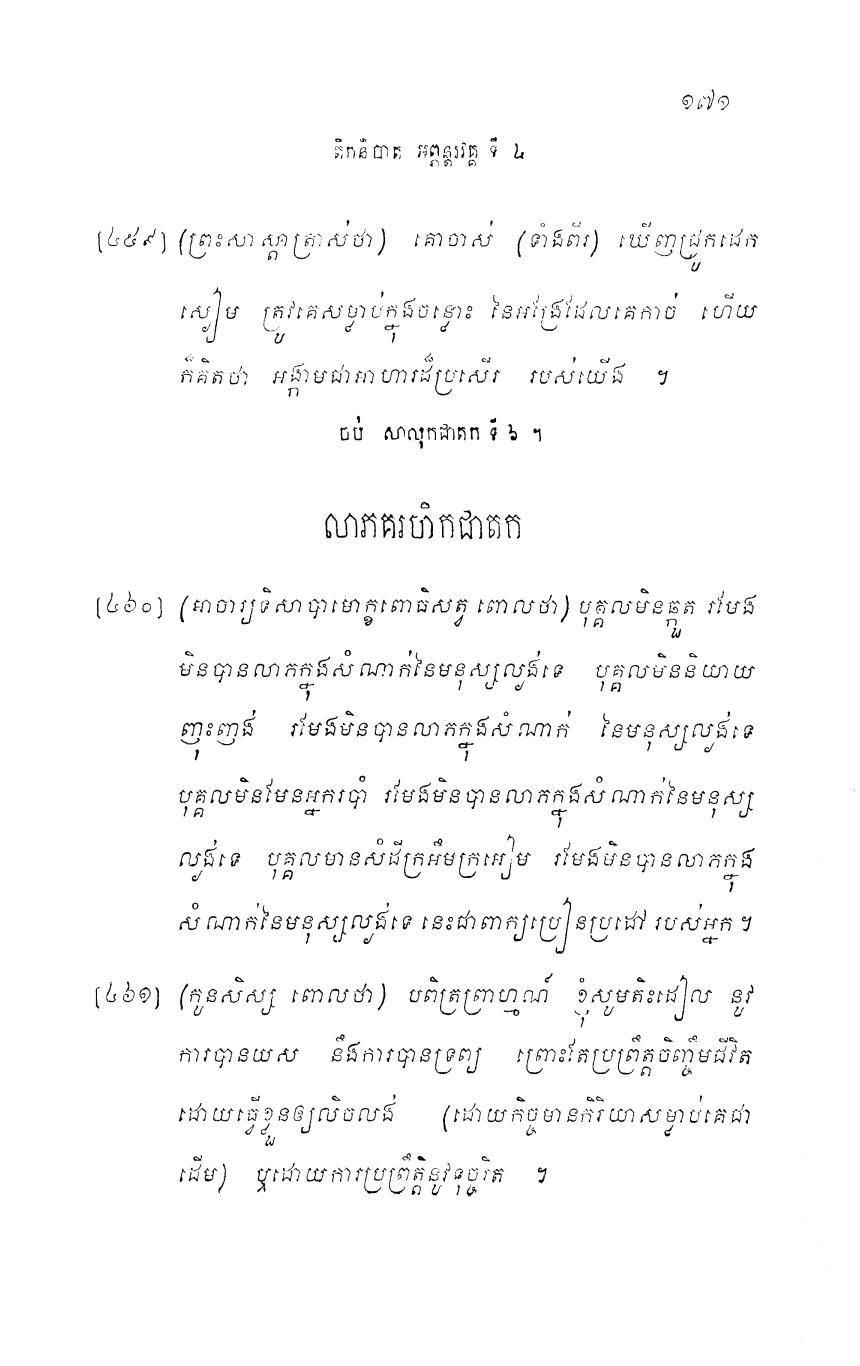 ១៧១
តិកនិបាត អព្ភន្តរវគ្គ ទី ៤
[៤៥៩] (ព្រះសាស្តាត្រាស់ថា) គោចាស់ (ទាំងពីរ) ឃើញជ្រូកដេក
ស្ងៀម ត្រូវគេសម្លាប់ក្នុងចន្លោះ នៃអង្រែដែលគេកាច់ ហើយ
ក៏គិតថា អង្កាមជាអាហារដ៏ប្រសើរ របស់យើង ។
ចប់ សាលុកជាតក ទី ៦ ។
លាភគរហិកជាតក
[៤៦០] (អាចារ្យទិសាបាមោក្ខពោធិសត្វ ពោលថា) បុគ្គលមិនឆ្កួត រមែង
មិនបានលាភក្នុងសំណាក់នៃមនុស្សល្ងង់ទេ បុគ្គលមិននិយាយ
ញុះញង់ រមែងមិនបានលាភក្នុងសំណាក់ នៃមនុស្សល្ងង់ទេ
បុគ្គលមិនមែនអ្នករបាំ រមែងមិនបានលាភក្នុងសំណាក់នៃមនុស្ស
ល្ងង់ទេ បុគ្គលមានសំដីក្រអឺមក្រអៀម រមែងមិនបានលាភក្នុង
សំណាក់នៃមនុស្សល្ងង់ទេ នេះជាពាក្យប្រៀនប្រដៅ របស់អ្នក ។
[៤៦១] (កូនសិស្ស ពោលថា) បពិត្រព្រាហ្មណ៍ ខ្ញុំសូមតិះដៀល នូវ
ការបានយស នឹងការបានទ្រព្យ ព្រោះតែប្រព្រឹត្តចិញ្ចឹមជីវិត
ដោយធ្វើខ្លួនឲ្យលិចលង់ (ដោយកិច្ចមានកិរិយាសម្លាប់គេជា
ដើម) ឬដោយការប្រព្រឹត្តិនូវទុច្ចរិត ។